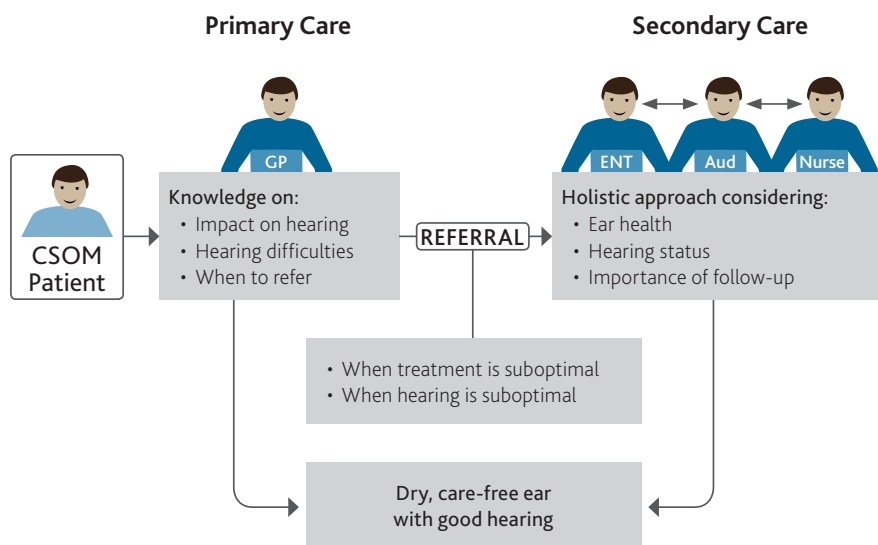 Primary Care
Secondary Care
GP
ENT
Aud
Nurse
CSOM
Patient
Knowledge on:
• Impact on hearing
• Hearing difficulties
• When to refer
REFERRAL
Holistic approach considering:
• Ear health
• Hearing status
• Importance of follow-up
• When treatment is suboptimal
• When hearing is suboptimal
Dry, care-free ear
with good hearing